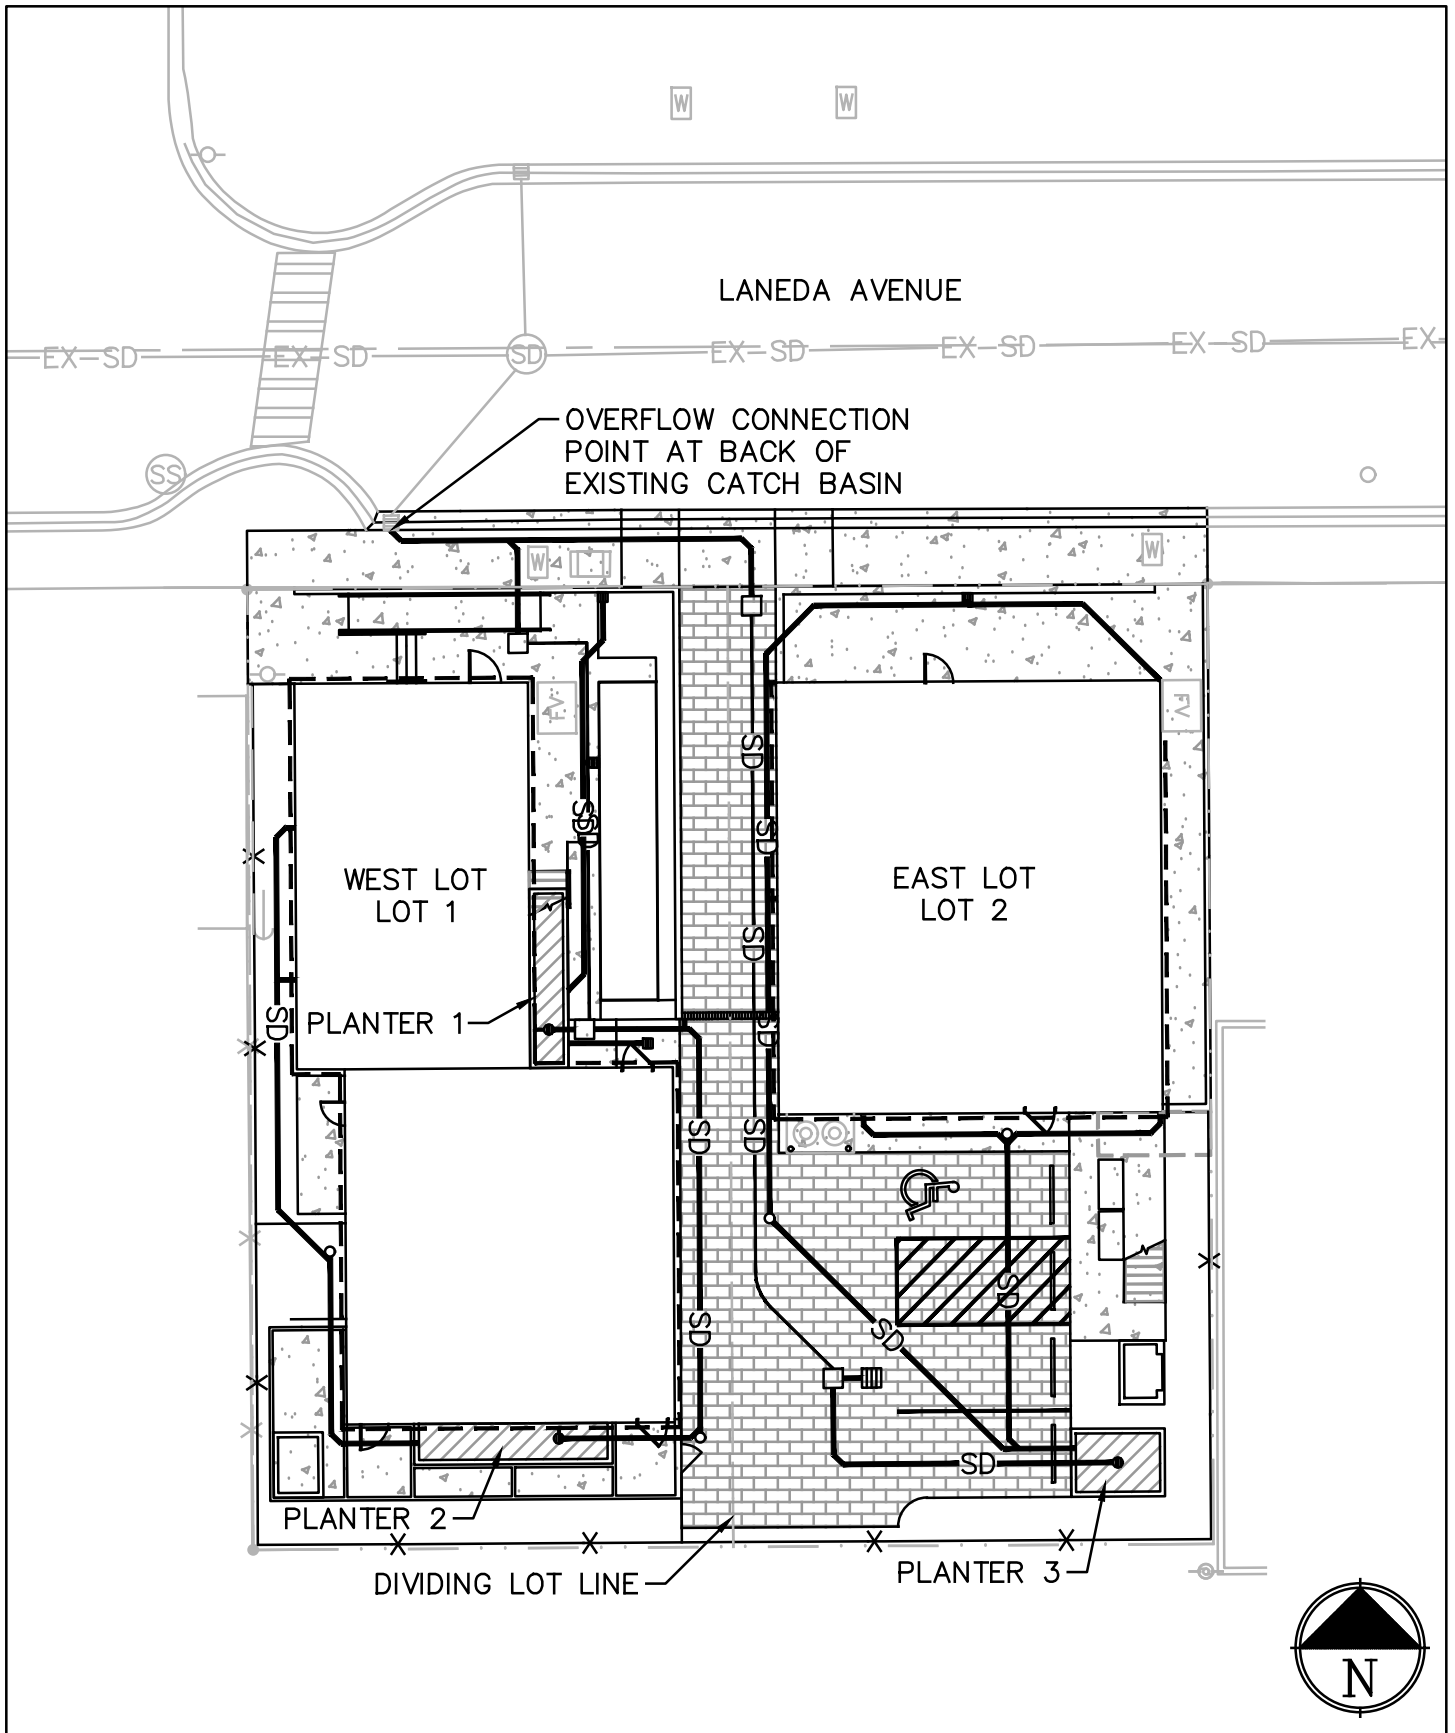 W
W
LANEDA AVENUE
EX-SD
EX-SD
SD
EX-SD
EX-SD
EX-SD
EX-
OVERFLOW CONNECTION
POINT AT BACK OF
EXISTING CATCH BASIN
SS
W
W
FV
FV
SD
SD
SD
SD
WEST LOT
LOT 1
EAST LOT
LOT 2
SD
SD
SD
PLANTER 1
SD
SD
SD
SD
SD
SD
PLANTER 2
DIVIDING LOT LINE
PLANTER 3
N